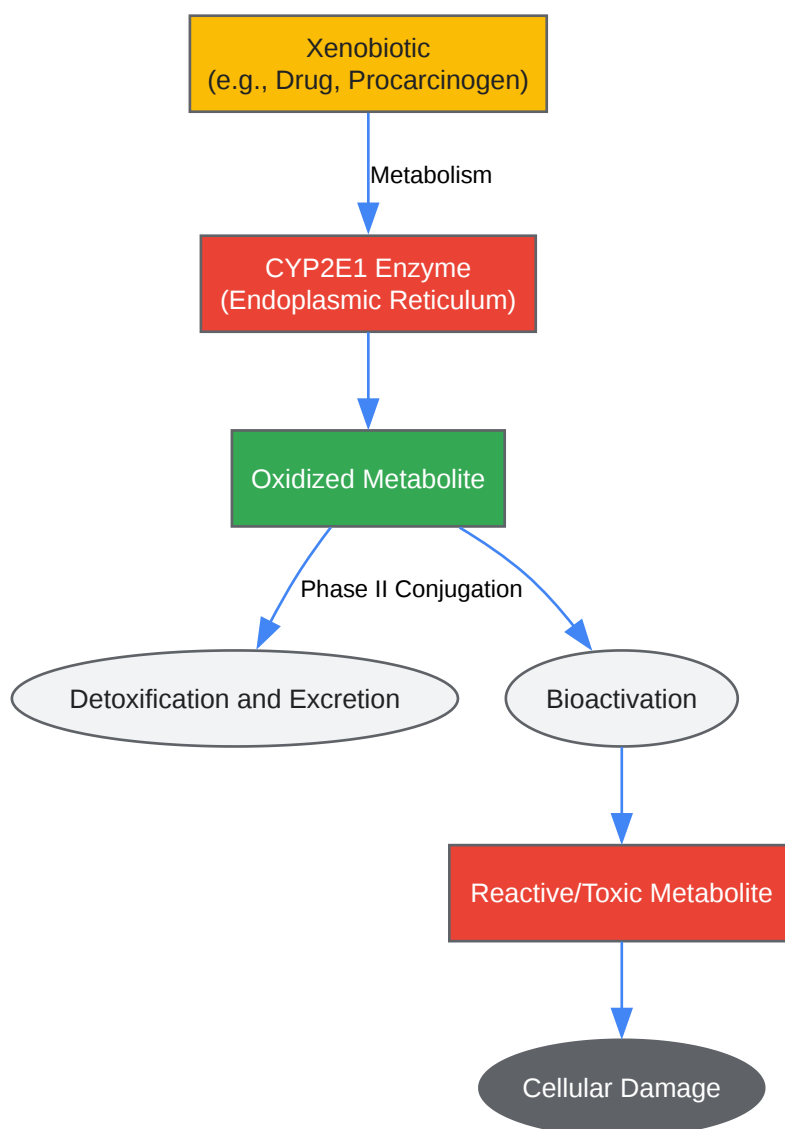 Xenobiotic
(e.g., Drug, Procarcinogen)
Metabolism
CYP2E1 Enzyme
(Endoplasmic Reticulum)
Oxidized Metabolite
Phase II Conjugation
Detoxification and Excretion
Bioactivation
Reactive/Toxic Metabolite
Cellular Damage